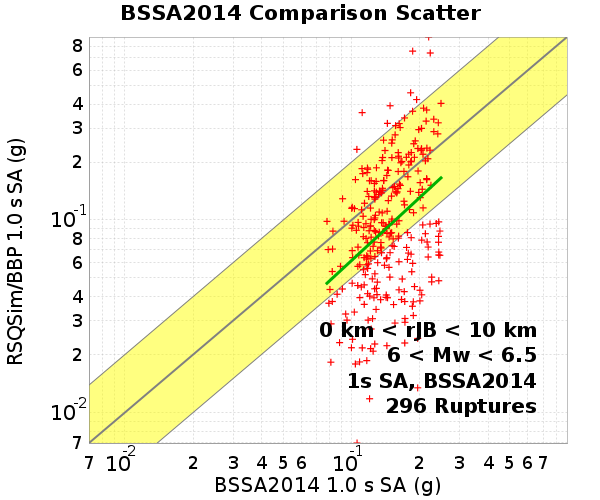 BSSA2014 Comparison Scatter
RSQSim/BBP 1.0 s SA (g)
8
6
4
3
2
10-1
8
6
4
3
2
10-2
7
0 km < rJB < 10 km
6 < Mw < 6.5
1s SA, BSSA2014
296 Ruptures
7 10-2 2 3 4 5 6 10-1 2 3 4 5 6 7
BSSA2014 1.0 s SA (g)